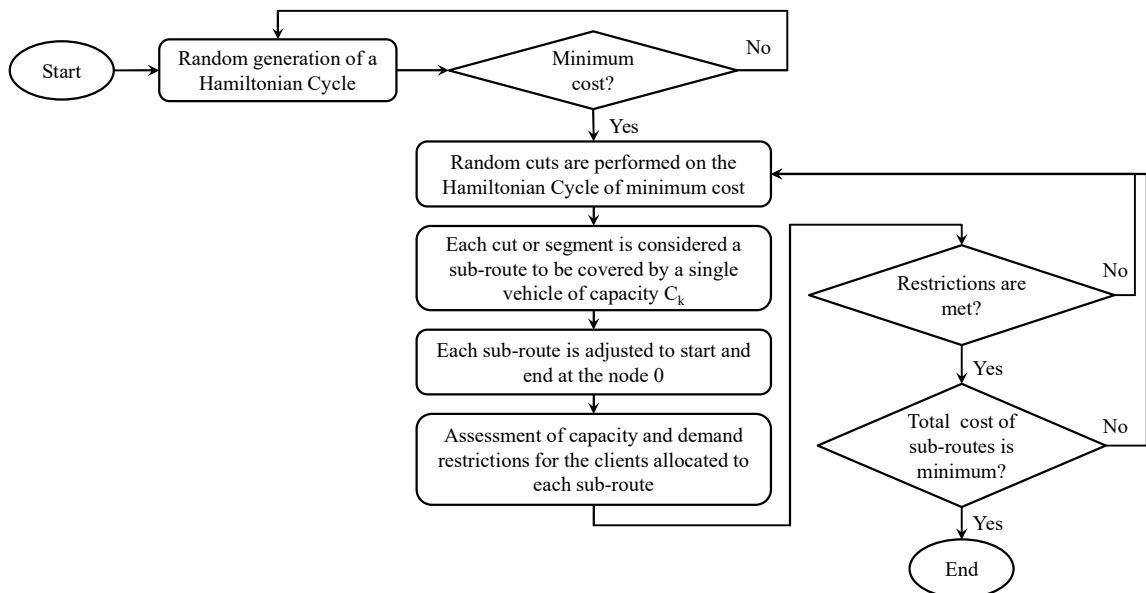 Start
Random generation of a
Hamiltonian Cycle
Minimum
cost?
No
Yes
Random cuts are performed on the
Hamiltonian Cycle of minimum cost
Each cut or segment is considered a
sub-route to be covered by a single
vehicle of capacity Cₖ
Each sub-route is adjusted to start and
end at the node 0
Assessment of capacity and demand
restrictions for the clients allocated to
each sub-route
Restrictions are
met?
No
Yes
Total cost of
sub-routes is
minimum?
No
Yes
End